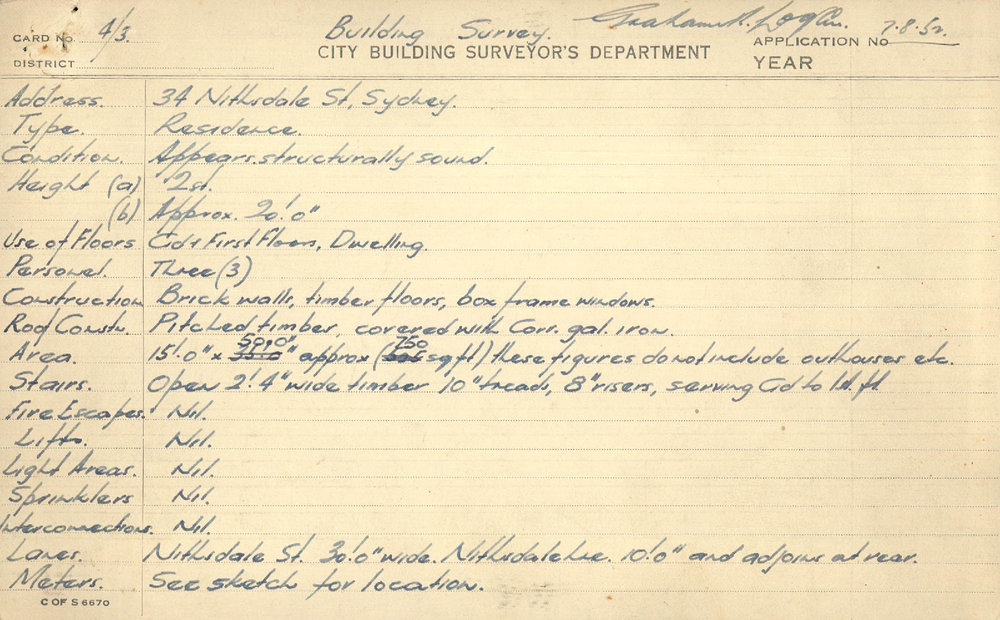 CARD No 4/3. Building Survey. Graham A. 7.8.52.
CITY BUILDING SURVEYOR'S DEPARTMENT APPLICATION No
DISTRICT YEAR
Address. 34 Nithsdale St, Sydney.
Type. Residence.
Condition. Appears structurally sound.
Height (a) 2st.
(b) Approx. 20'.0"
Use of Floors Gd & First Floors, Dwelling.
Personel. Three (3)
Construction Brick walls, timber floors, box frame windows.
Roof Constn. Pitched timber, covered with Corr. gal. iron.
Area. 15'.0" x 50'.0" approx (750 sq ft) these figures do not include outhouses etc.
Stairs. Open 2'.4" wide timber 10" treads, 8" risers, serving Gd to 1st. fl.
Fire Escapes. Nil.
Lifts. Nil.
Light Areas. Nil.
Sprinklers Nil.
Interconnections. Nil.
Lanes. Nithsdale St. 30'.0" wide. Nithsdale Lne. 10'.0" and adjoins at rear.
Meters. See sketch for location.
C OF S 6670